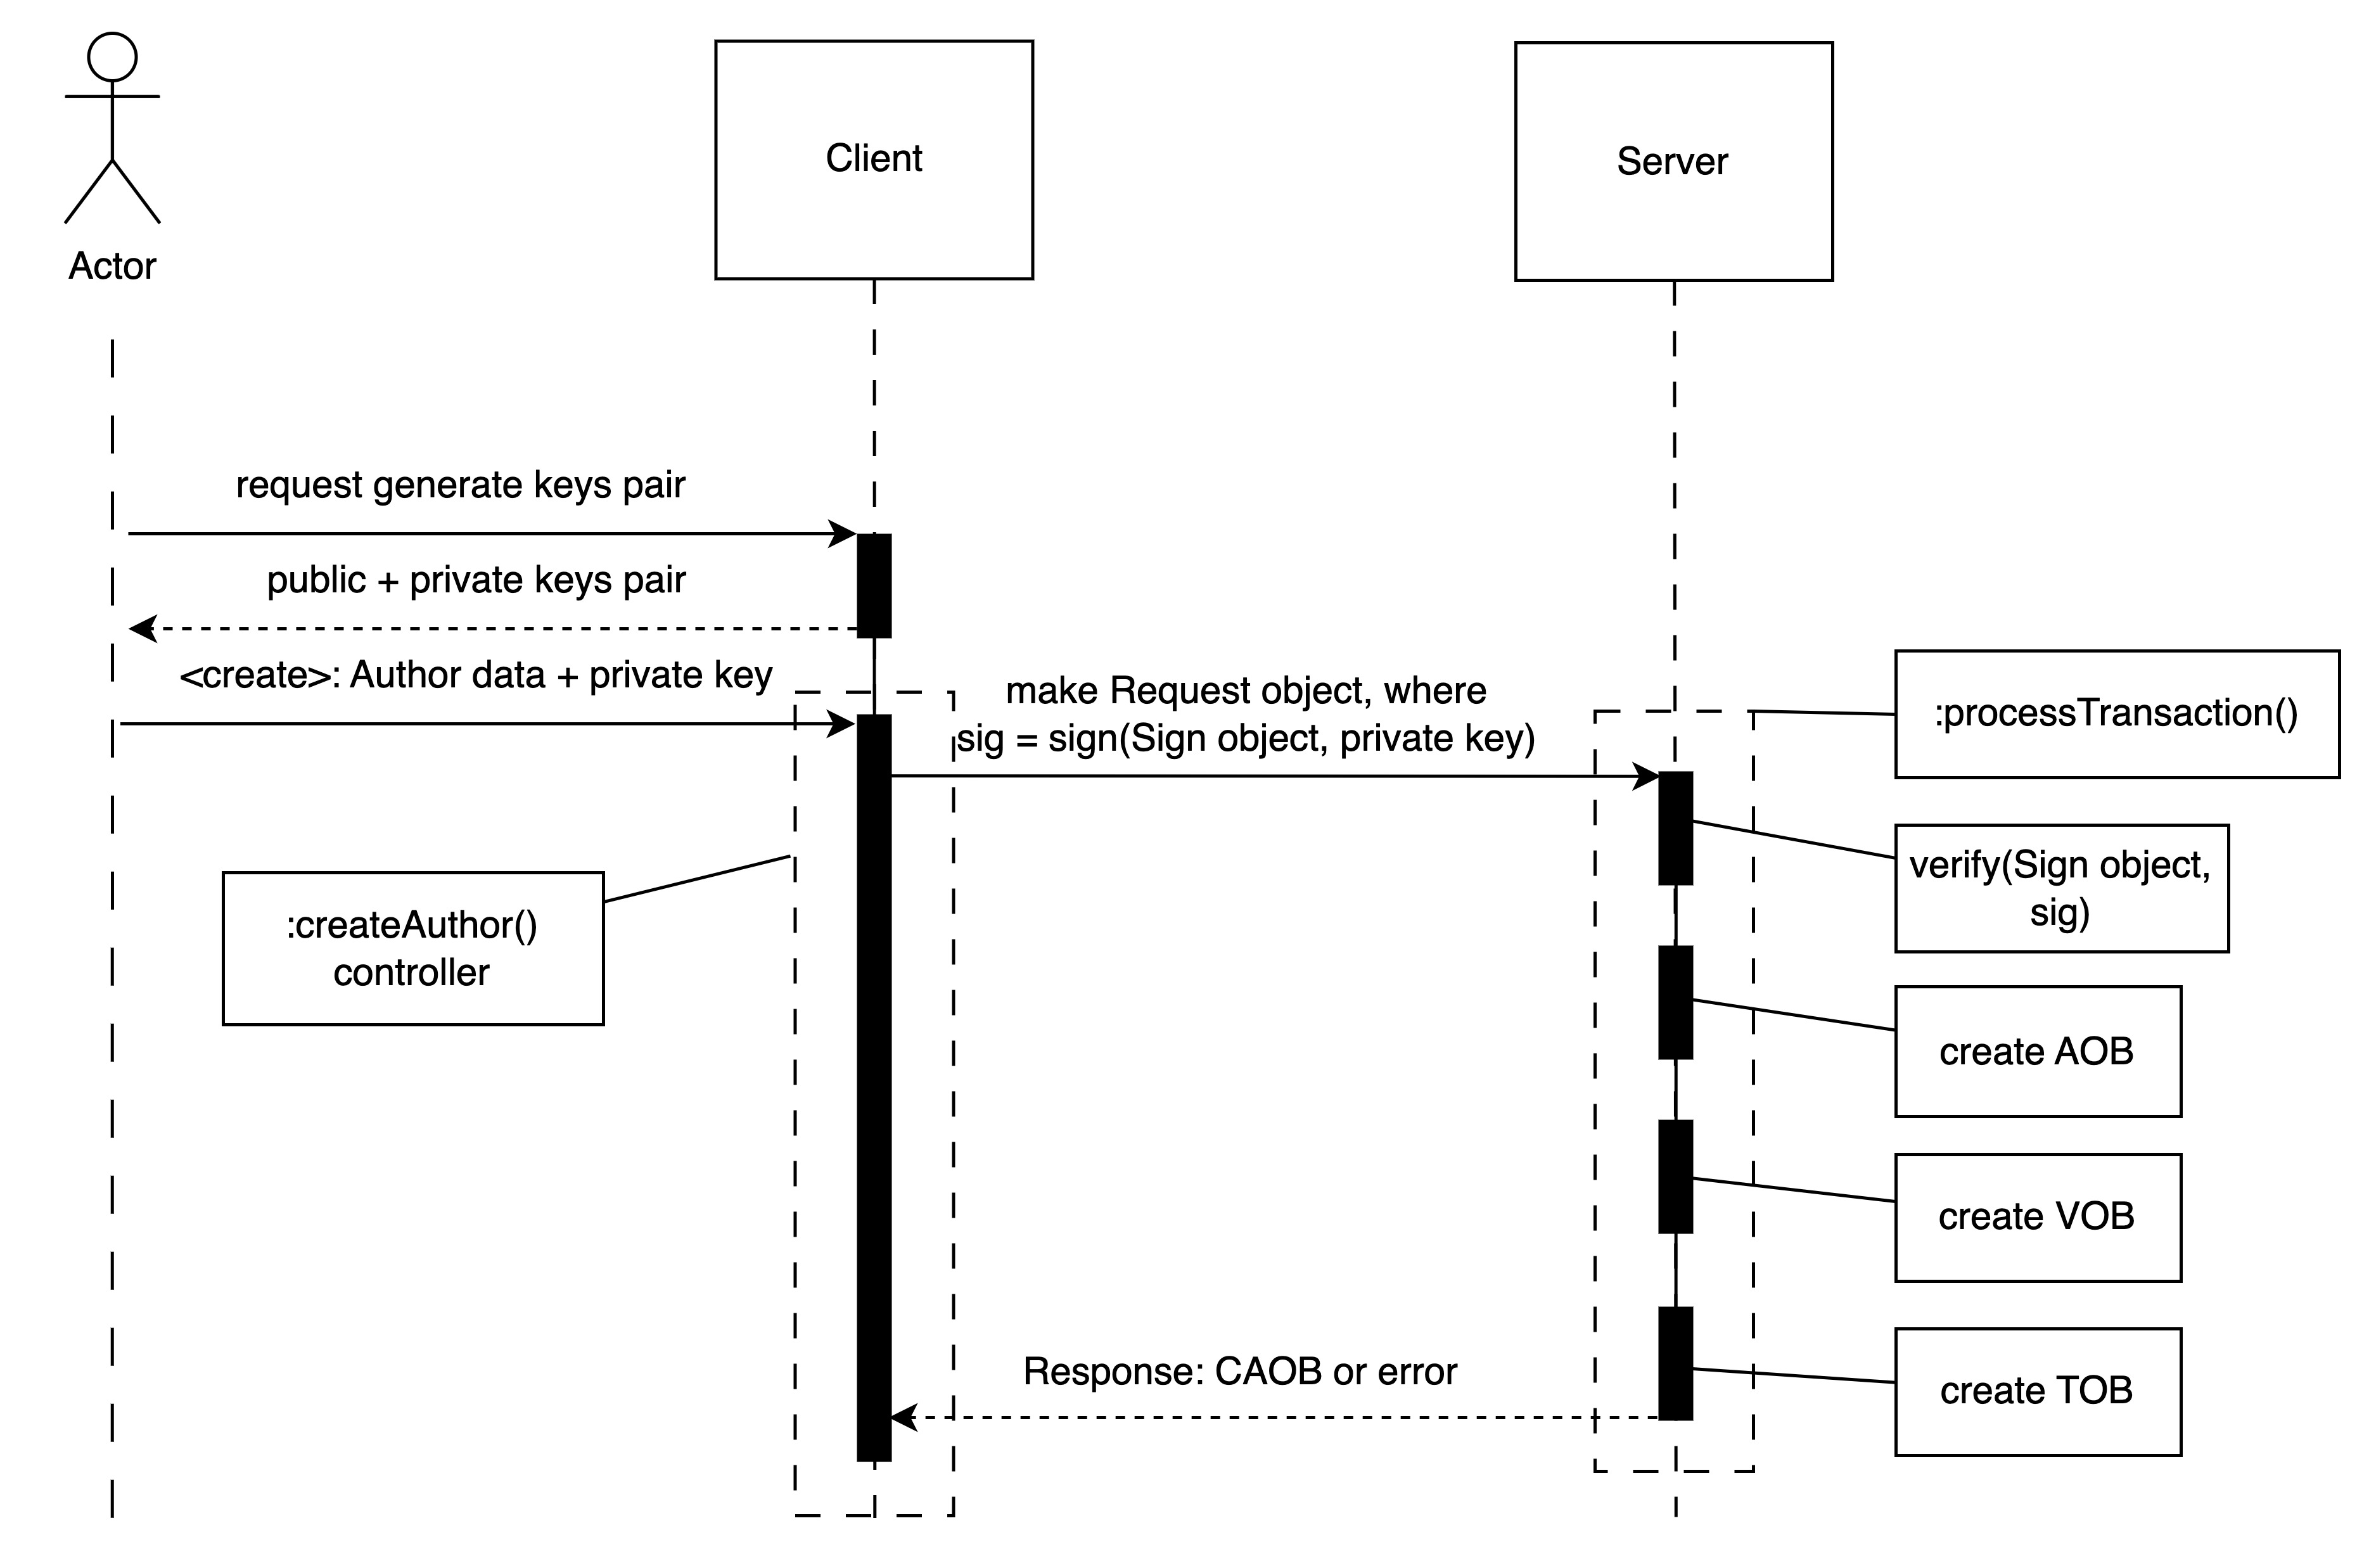 Actor
Client
Server
request generate keys pair
public + private keys pair
<create>: Author data + private key
make Request object, where
sig = sign(Sign object, private key)
:processTransaction()
verify(Sign object,
sig)
:createAuthor()
controller
create AOB
create VOB
Response: CAOB or error
create TOB